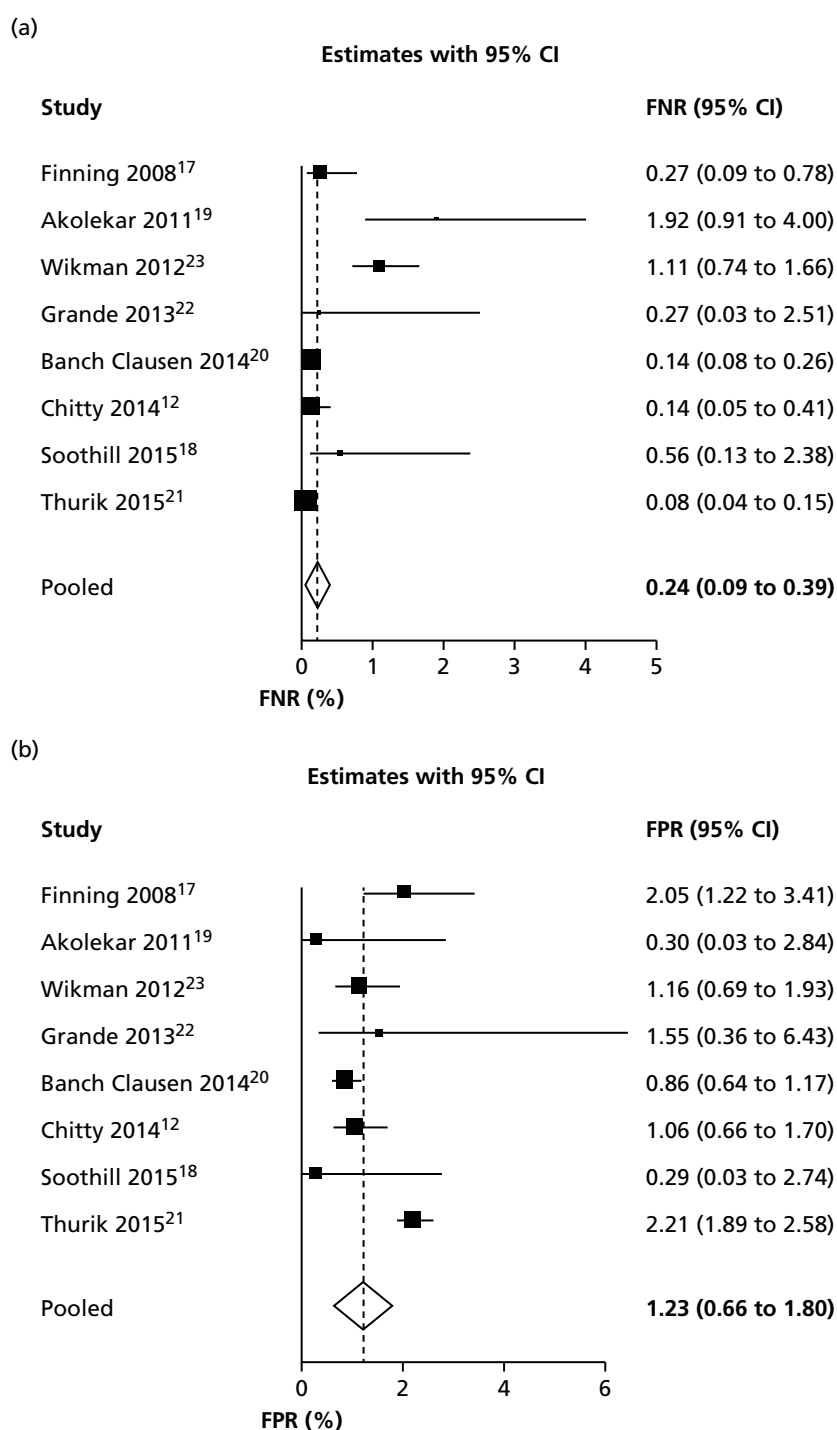 (a)
Estimates with 95% CI
Study FNR (95% CI)
Finning 2008¹⁷ 0.27 (0.09 to 0.78)
Akolekar 2011¹⁹ 1.92 (0.91 to 4.00)
Wikman 2012²³ 1.11 (0.74 to 1.66)
Grande 2013²² 0.27 (0.03 to 2.51)
Banch Clausen 2014²⁰ 0.14 (0.08 to 0.26)
Chitty 2014¹² 0.14 (0.05 to 0.41)
Soothill 2015¹⁸ 0.56 (0.13 to 2.38)
Thurik 2015²¹ 0.08 (0.04 to 0.15)
Pooled 0.24 (0.09 to 0.39)
0 1 2 3 4 5
FNR (%)
(b)
Estimates with 95% CI
Study FPR (95% CI)
Finning 2008¹⁷ 2.05 (1.22 to 3.41)
Akolekar 2011¹⁹ 0.30 (0.03 to 2.84)
Wikman 2012²³ 1.16 (0.69 to 1.93)
Grande 2013²² 1.55 (0.36 to 6.43)
Banch Clausen 2014²⁰ 0.86 (0.64 to 1.17)
Chitty 2014¹² 1.06 (0.66 to 1.70)
Soothill 2015¹⁸ 0.29 (0.03 to 2.74)
Thurik 2015²¹ 2.21 (1.89 to 2.58)
Pooled 1.23 (0.66 to 1.80)
0 2 4 6
FPR (%)